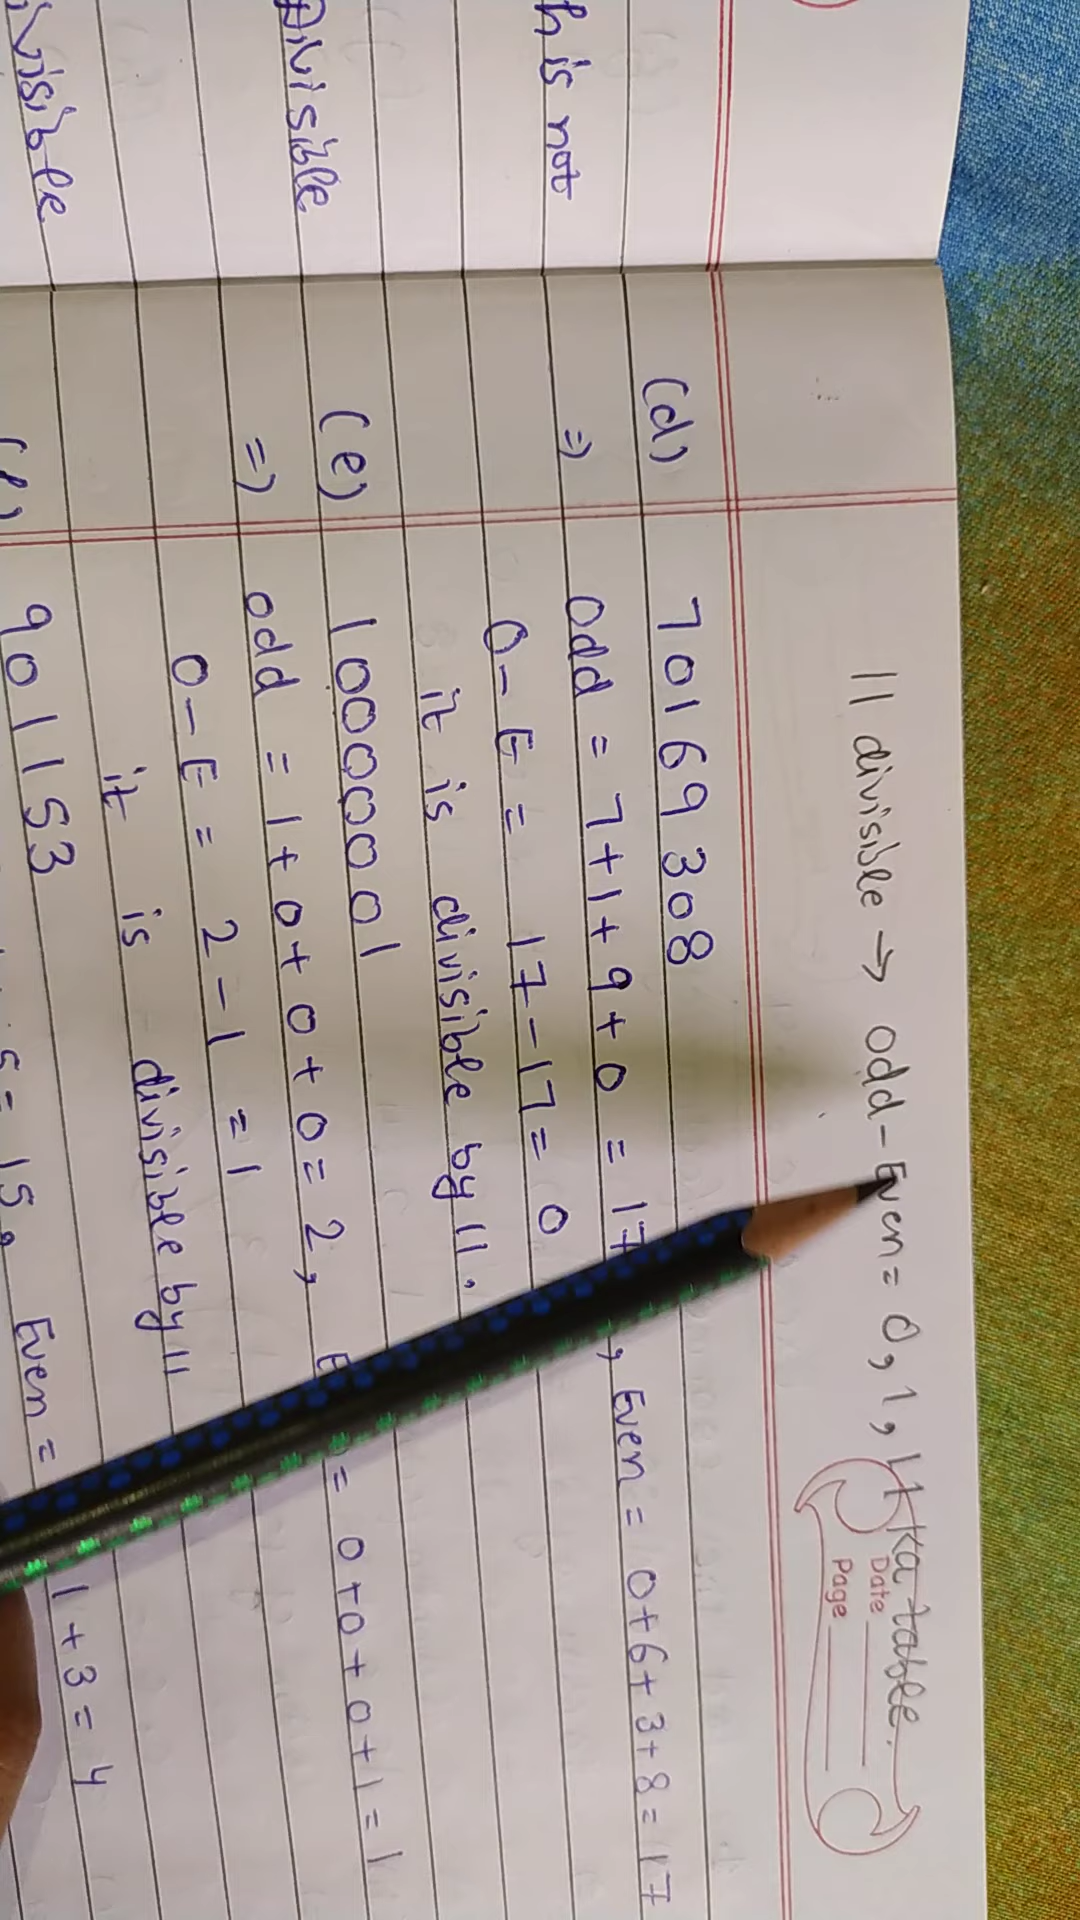 11 divisible → odd - Even = 0, 1, 11 ka table.
Date
Page
(d) 70169308
=) Odd = 7+1+9+0 = 17, Even = 0+6+3+8 = 17
O-E = 17-17= 0
it is divisible by 11.
(e) 10000001
=) odd = 1+0+0+0= 2, E = 0+0+0+1=1
O-E = 2-1 =1
it is divisible by 11
(f) 901153
5=15, Even = 1+3= 4
h is not
Divisible
visible